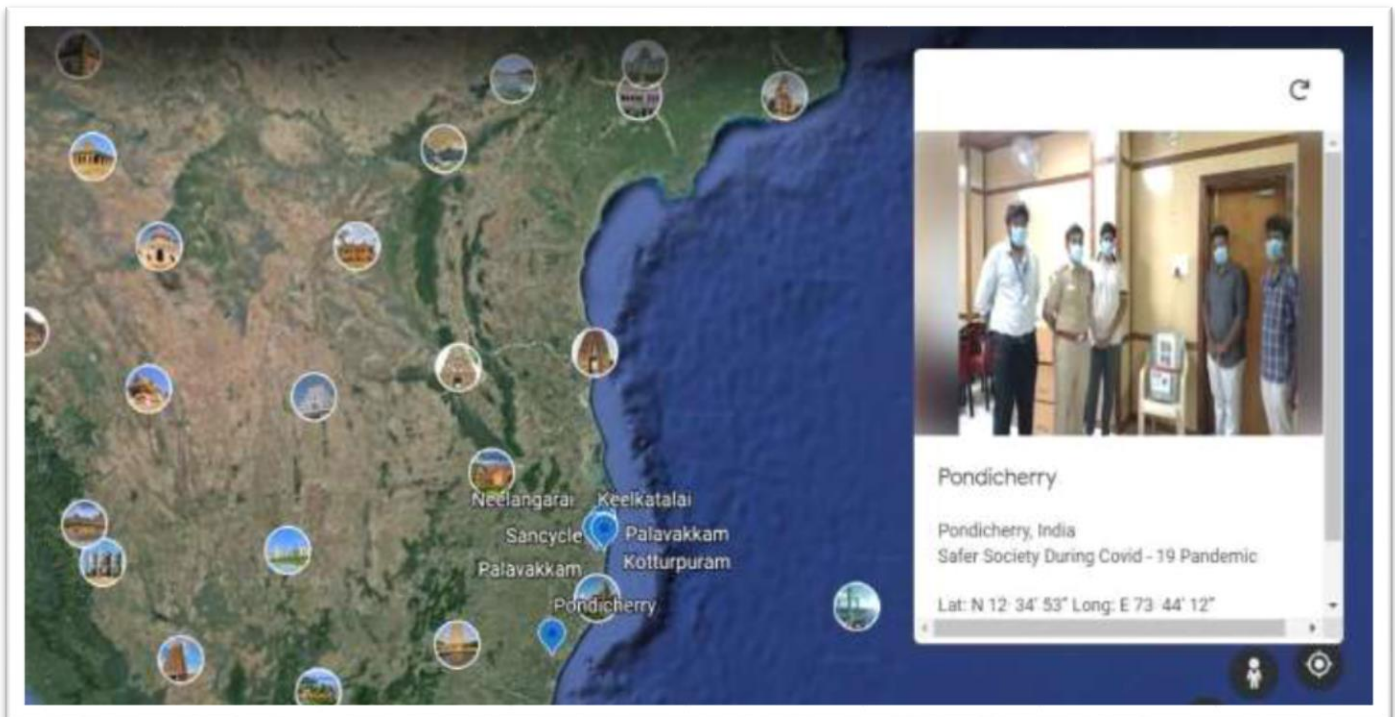 Neelangarai Keelkatalai
Sancycle Palavakkam
Palavakkam Kotturpuram
Pondicherry
Pondicherry
Pondicherry, India
Safer Society During Covid - 19 Pandemic
Lat: N 12 34' 53" Long: E 73 44' 12"